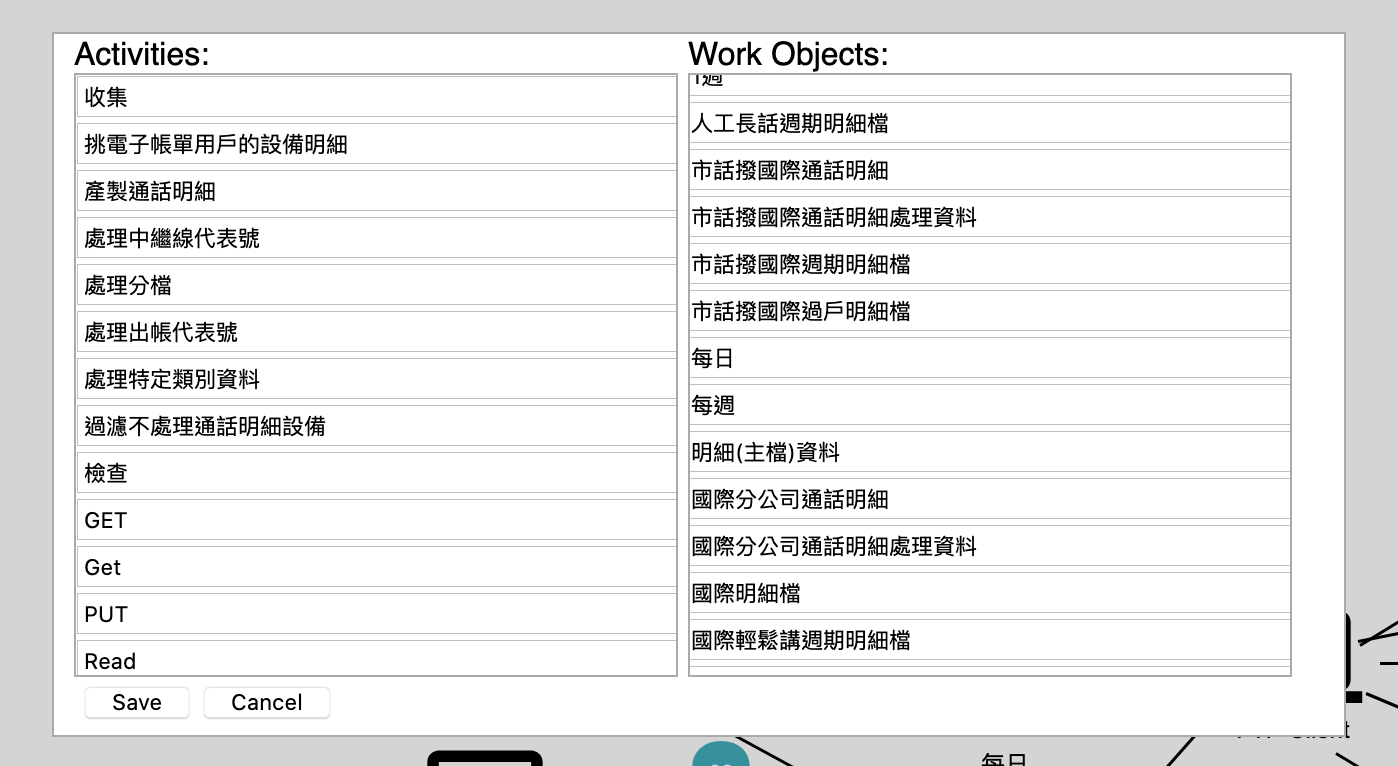 Activities:
收集
挑電子帳單用戶的設備明細
產製通話明細
處理中繼線代表號
處理分檔
處理出帳代表號
處理特定類別資料
過濾不處理通話明細設備
檢查
GET
Get
PUT
Read
Save
Cancel
Work Objects:
1週
人工長話週期明細檔
市話撥國際通話明細
市話撥國際通話明細處理資料
市話撥國際週期明細檔
市話撥國際過戶明細檔
每日
每週
明細(主檔)資料
國際分公司通話明細
國際分公司通話明細處理資料
國際明細檔
國際輕鬆講週期明細檔
每日